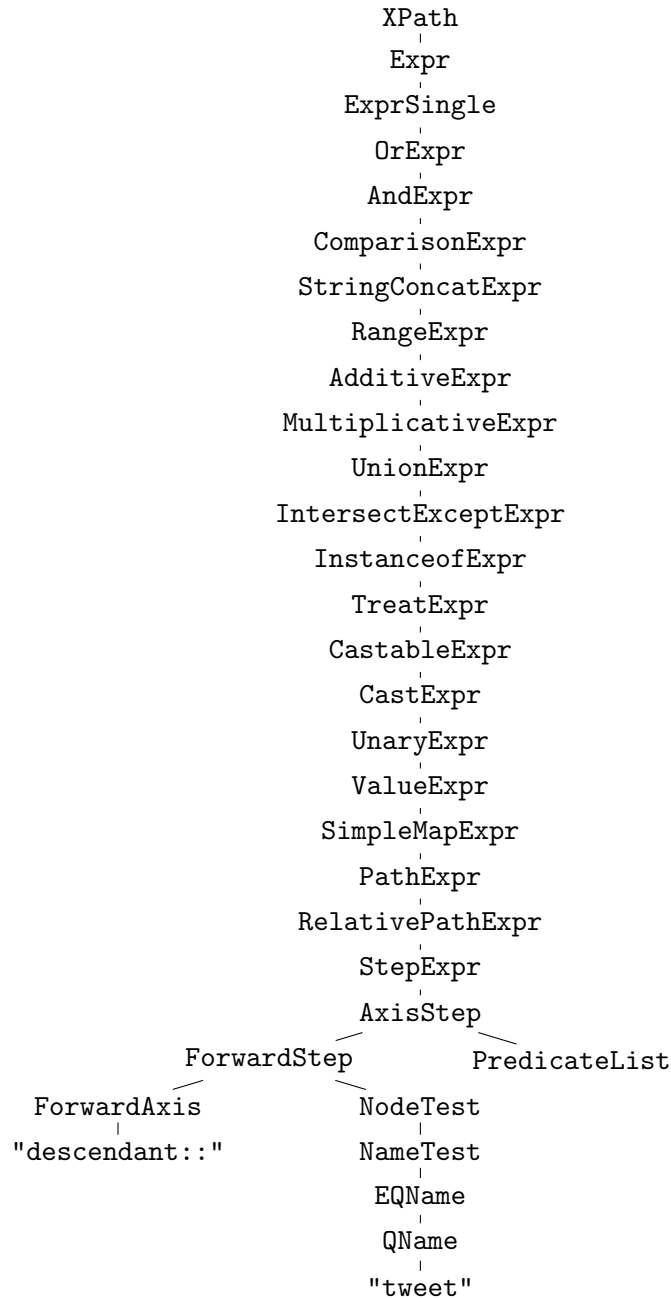 XPath
Expr
ExprSingle
OrExpr
AndExpr
ComparisonExpr
StringConcatExpr
RangeExpr
AdditiveExpr
MultiplicativeExpr
UnionExpr
IntersectExceptExpr
InstanceofExpr
TreatExpr
CastableExpr
CastExpr
UnaryExpr
ValueExpr
SimpleMapExpr
PathExpr
RelativePathExpr
StepExpr
AxisStep
ForwardStep PredicateList
ForwardAxis NodeTest
"descendant::" NameTest
EQName
QName
"tweet"